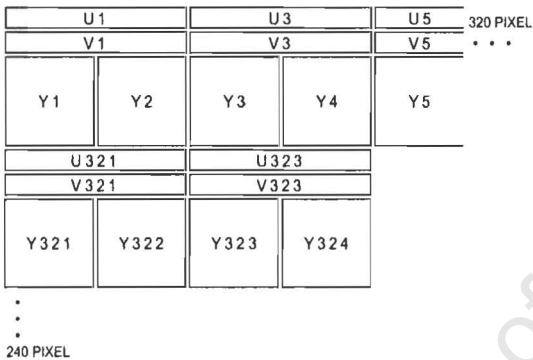 U1 U3 U5 320 PIXEL
V1 V3 V5 • • •
Y1 Y2 Y3 Y4 Y5
U321 U323
V321 V323
Y321 Y322 Y323 Y324
240 PIXEL